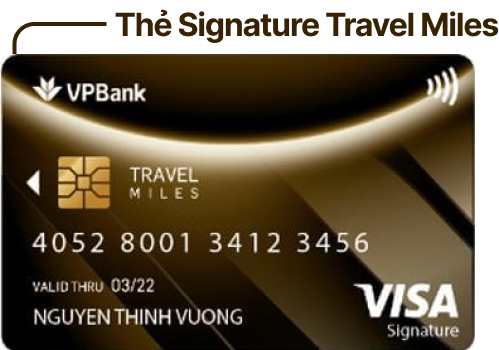 Thẻ Signature Travel Miles
VPBank
TRAVEL
MILES
4052 8001 3412 3456
VALID THRU 03/22
NGUYEN THINH VUONG
VISA
Signature